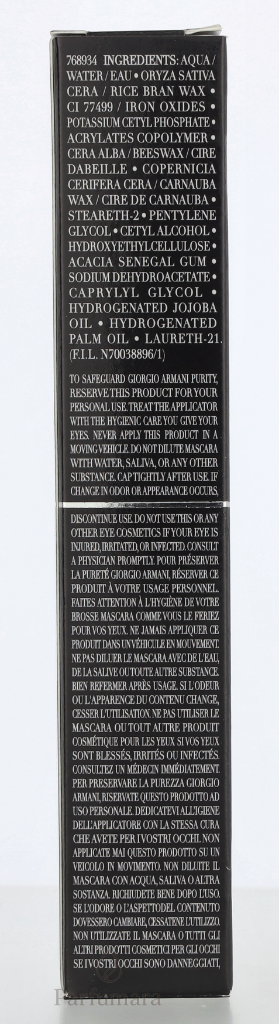 768934 INGREDIENTS: AQUA /
WATER / EAU • ORYZA SATIVA
CERA / RICE BRAN WAX •
CI 77499 / IRON OXIDES •
POTASSIUM CETYL PHOSPHATE •
ACRYLATES COPOLYMER •
CERA ALBA / BEESWAX / CIRE
DABEILLE • COPERNICIA
CERIFERA CERA / CARNAUBA
WAX / CIRE DE CARNAUBA •
STEARETH-2 • PENTYLENE
GLYCOL • CETYL ALCOHOL •
HYDROXYETHYLCELLULOSE •
ACACIA SENEGAL GUM •
SODIUM DEHYDROACETATE •
CAPRYLYL GLYCOL •
HYDROGENATED JOJOBA
OIL • HYDROGENATED
PALM OIL • LAURETH-21.
(F.I.L. N70038896/1)
TO SAFEGUARD GIORGIO ARMANI PURITY,
RESERVE THIS PRODUCT FOR YOUR
PERSONAL USE. TREAT THE APPLICATOR
WITH THE HYGIENIC CARE YOU GIVE YOUR
EYES. NEVER APPLY THIS PRODUCT IN A
MOVING VEHICLE. DO NOT DILUTE MASCARA
WITH WATER, SALIVA, OR ANY OTHER
SUBSTANCE. CAP TIGHTLY AFTER USE. IF
CHANGE IN ODOR OR APPEARANCE OCCURS,
DISCONTINUE USE. DO NOT USE THIS OR ANY
OTHER EYE COSMETICS IF YOUR EYE IS
INJURED, IRRITATED, OR INFECTED. CONSULT
A PHYSICIAN PROMPTLY. POUR PRÉSERVER
LA PURETÉ GIORGIO ARMANI, RÉSERVER CE
PRODUIT À VOTRE USAGE PERSONNEL.
FAITES ATTENTION À L'HYGIÈNE DE VOTRE
BROSSE MASCARA COMME VOUS LE FERIEZ
POUR VOS YEUX. NE JAMAIS APPLIQUER CE
PRODUIT DANS UN VÉHICULE EN MOUVEMENT.
NE PAS DILUER LE MASCARA AVEC DE L'EAU,
DE LA SALIVE OU TOUTE AUTRE SUBSTANCE.
BIEN REFERMER APRÈS USAGE. SI L'ODEUR
OU L'APPARENCE DU CONTENU CHANGE,
CESSER L'UTILISATION. NE PAS UTILISER LE
MASCARA OU TOUT AUTRE PRODUIT
COSMÉTIQUE POUR LES YEUX SI VOS YEUX
SONT BLESSÉS, IRRITÉS OU INFECTÉS.
CONSULTEZ UN MÉDECIN IMMÉDIATEMENT.
PER PRESERVARE LA PUREZZA GIORGIO
ARMANI, RISERVATE QUESTO PRODOTTO AD
USO PERSONALE. DEDICATEVI ALL'IGIENE
DELL'APPLICATORE CON LA STESSA CURA
CHE AVETE PER I VOSTRI OCCHI. NON
APPLICATE MAI QUESTO PRODOTTO SU UN
VEICOLO IN MOVIMENTO. NON DILUITE IL
MASCARA CON ACQUA, SALIVA O ALTRA
SOSTANZA. RICHIUDETE BENE DOPO L'USO.
SE L'ODORE O L'ASPETTO DEL CONTENUTO
DOVESSERO CAMBIARE, CESSATENE L'UTILIZZO.
NON UTILIZZATE IL MASCARA O TUTTI GLI
ALTRI PRODOTTI COSMETICI PER GLI OCCHI
SE I VOSTRI OCCHI SONO DANNEGGIATI,
Parfumara